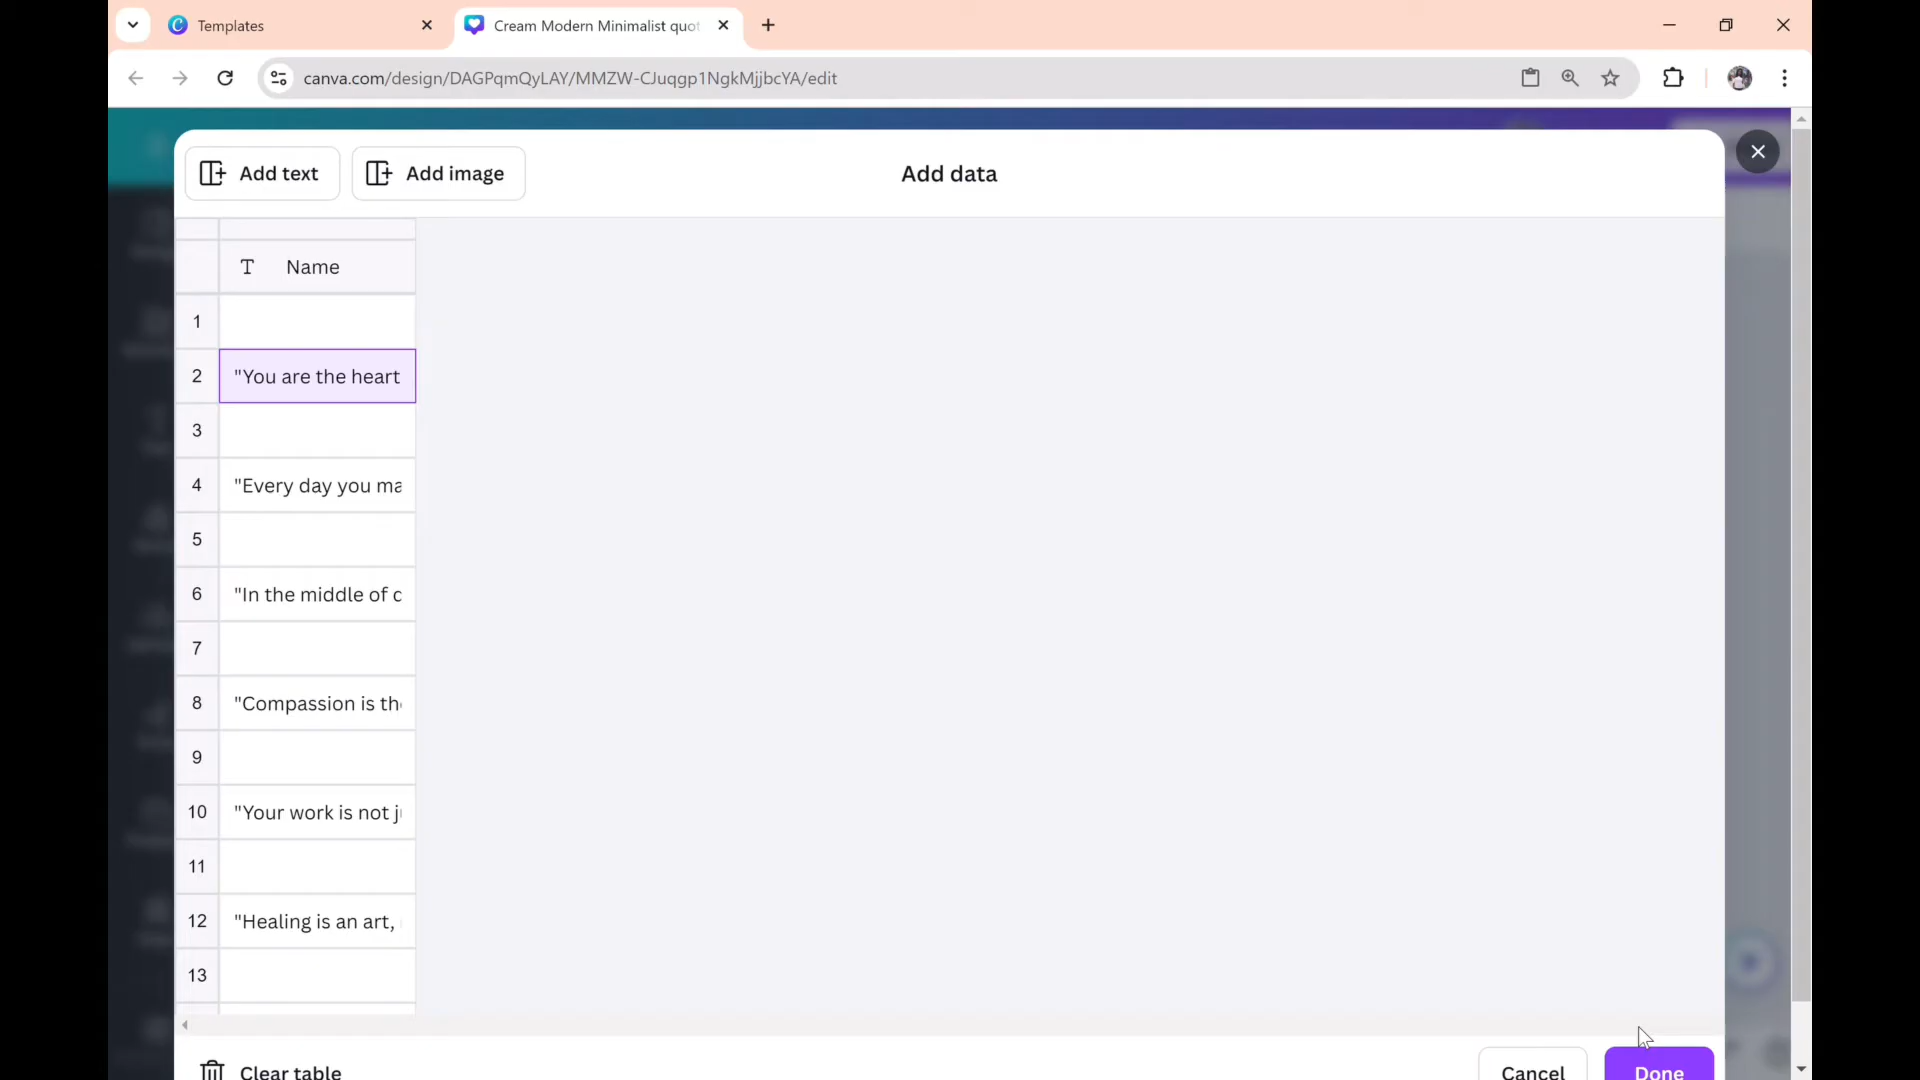 Templates
Cream Modern Minimalist quot
canva.com/design/DAGPqmQyLAY/MMZW-CJuqgp1NgkMjjbcYA/edit
Add text
Add image
Add data
T Name
1
2 "You are the heart
3
4 "Every day you ma
5
6 "In the middle of c
7
8 "Compassion is the
9
10 "Your work is not j
11
12 "Healing is an art,
13
Clear table
Cancel
Done